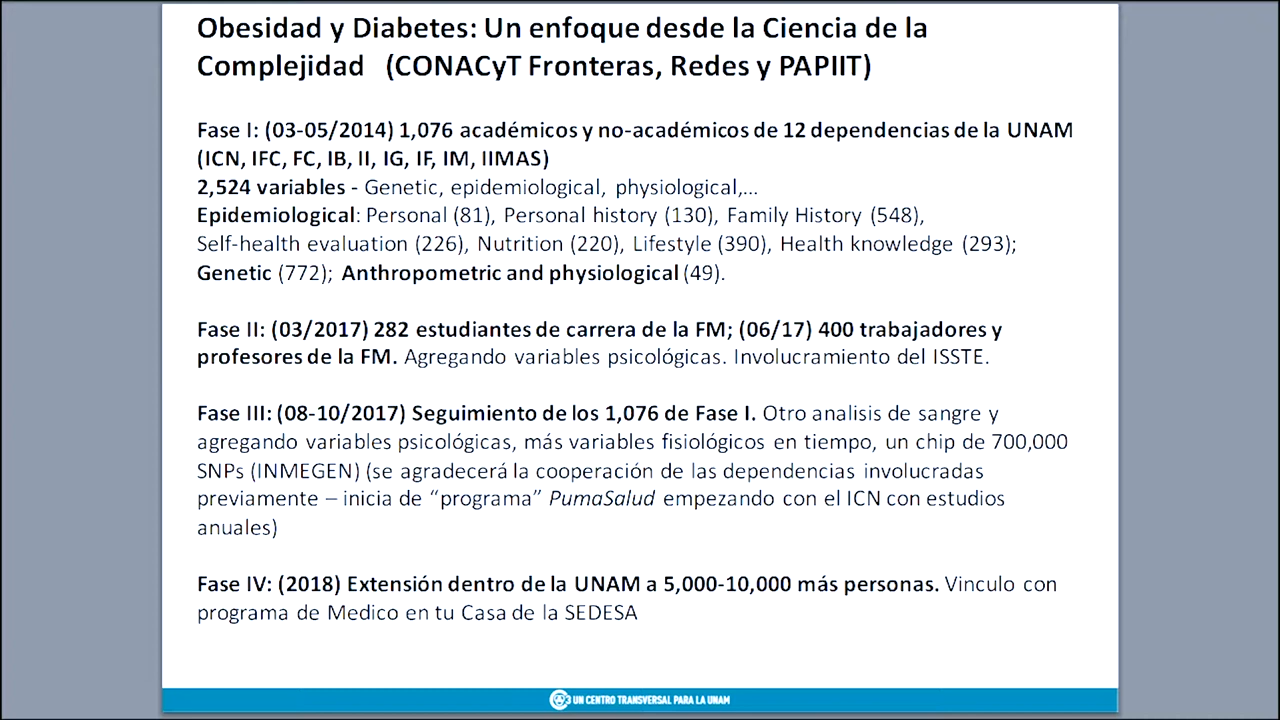 Obesidad y Diabetes: Un enfoque desde la Ciencia de la
Complejidad (CONACyT Fronteras, Redes y PAPIIT)
Fase I: (03-05/2014) 1,076 académicos y no-académicos de 12 dependencias de la UNAM
(ICN, IFC, FC, IB, II, IG, IF, IM, IIMAS)
2,524 variables - Genetic, epidemiological, physiological,...
Epidemiological: Personal (81), Personal history (130), Family History (548),
Self-health evaluation (226), Nutrition (220), Lifestyle (390), Health knowledge (293);
Genetic (772); Anthropometric and physiological (49).
Fase II: (03/2017) 282 estudiantes de carrera de la FM; (06/17) 400 trabajadores y
profesores de la FM. Agregando variables psicológicas. Involucramiento del ISSTE.
Fase III: (08-10/2017) Seguimiento de los 1,076 de Fase I. Otro analisis de sangre y
agregando variables psicológicas, más variables fisiológicos en tiempo, un chip de 700,000
SNPs (INMEGEN) (se agradecerá la cooperación de las dependencias involucradas
previamente – inicia de “programa” PumaSalud empezando con el ICN con estudios
anuales)
Fase IV: (2018) Extensión dentro de la UNAM a 5,000-10,000 más personas. Vinculo con
programa de Medico en tu Casa de la SEDESA
UN CENTRO TRANSVERSAL PARA LA UNAM